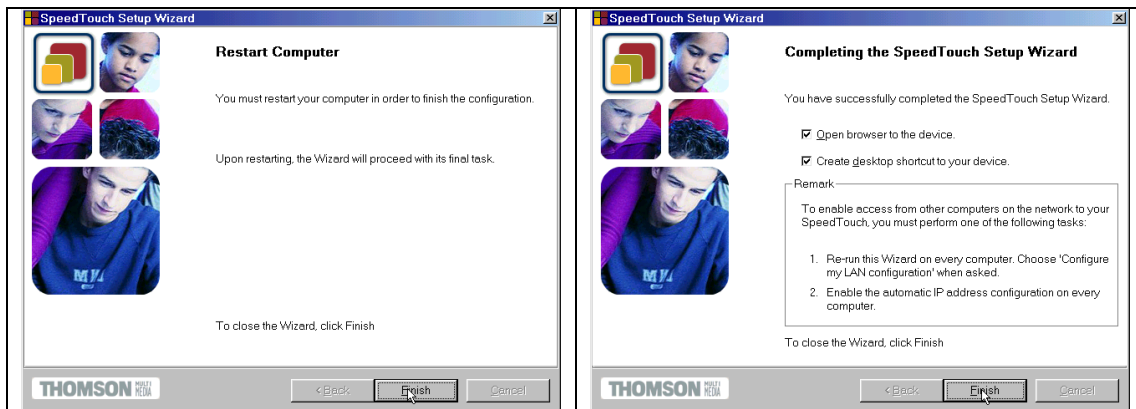 SpeedTouch Setup Wizard
Restart Computer
You must restart your computer in order to finish the configuration.
Upon restarting, the Wizard will proceed with its final task.
To close the Wizard, click Finish
THOMSON MULTI MEDIA
< Back
Finish
Cancel
SpeedTouch Setup Wizard
Completing the SpeedTouch Setup Wizard
You have successfully completed the SpeedTouch Setup Wizard.
Open browser to the device.
Create desktop shortcut to your device.
Remark
To enable access from other computers on the network to your
SpeedTouch, you must perform one of the following tasks:
1. Re-run this Wizard on every computer. Choose 'Configure
my LAN configuration' when asked.
2. Enable the automatic IP address configuration on every
computer.
To close the Wizard, click Finish
THOMSON MULTI MEDIA
< Back
Finish
Cancel